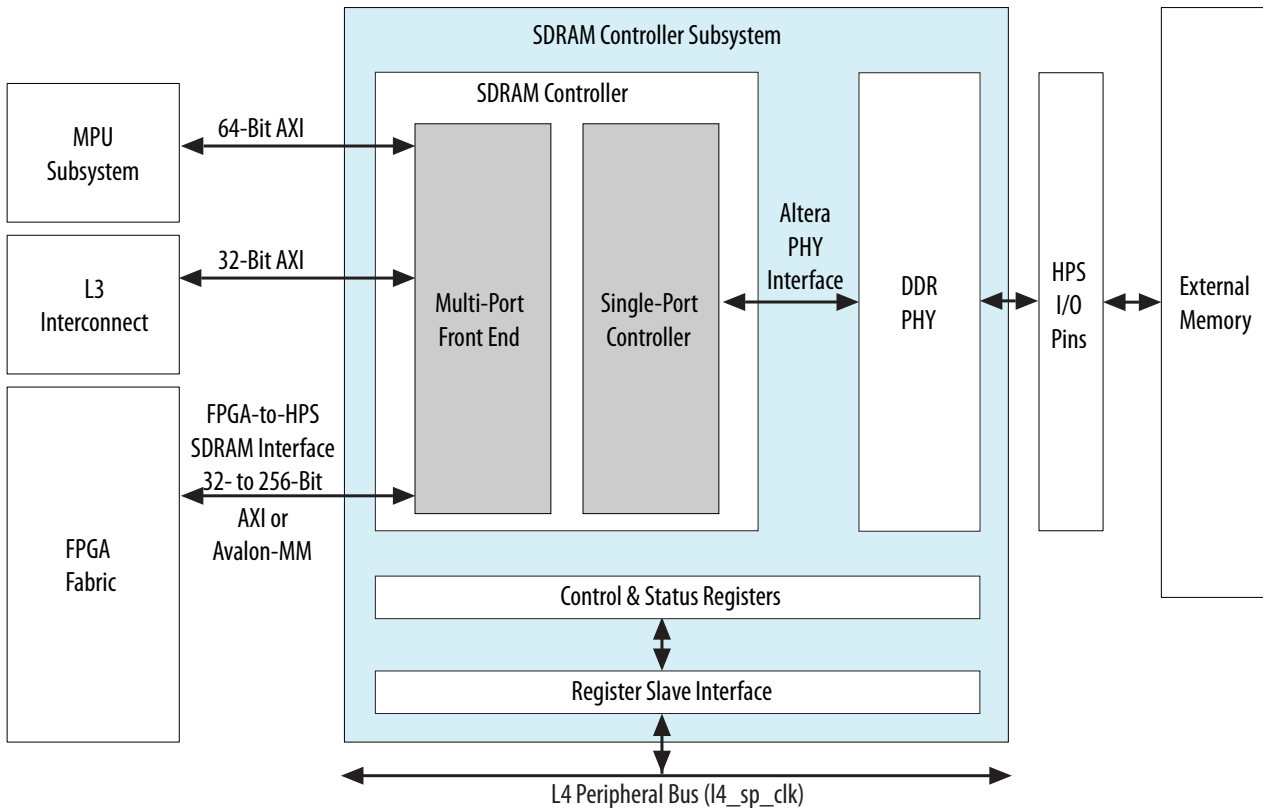 SDRAM Controller Subsystem
SDRAM Controller
MPU
Subsystem
64-Bit AXI
L3
Interconnect
32-Bit AXI
Multi-Port
Front End
Single-Port
Controller
Altera
PHY
Interface
DDR
PHY
HPS
I/O
Pins
External
Memory
FPGA-to-HPS
SDRAM Interface
32- to 256-Bit
AXI or
Avalon-MM
FPGA
Fabric
Control & Status Registers
Register Slave Interface
L4 Peripheral Bus (l4_sp_clk)